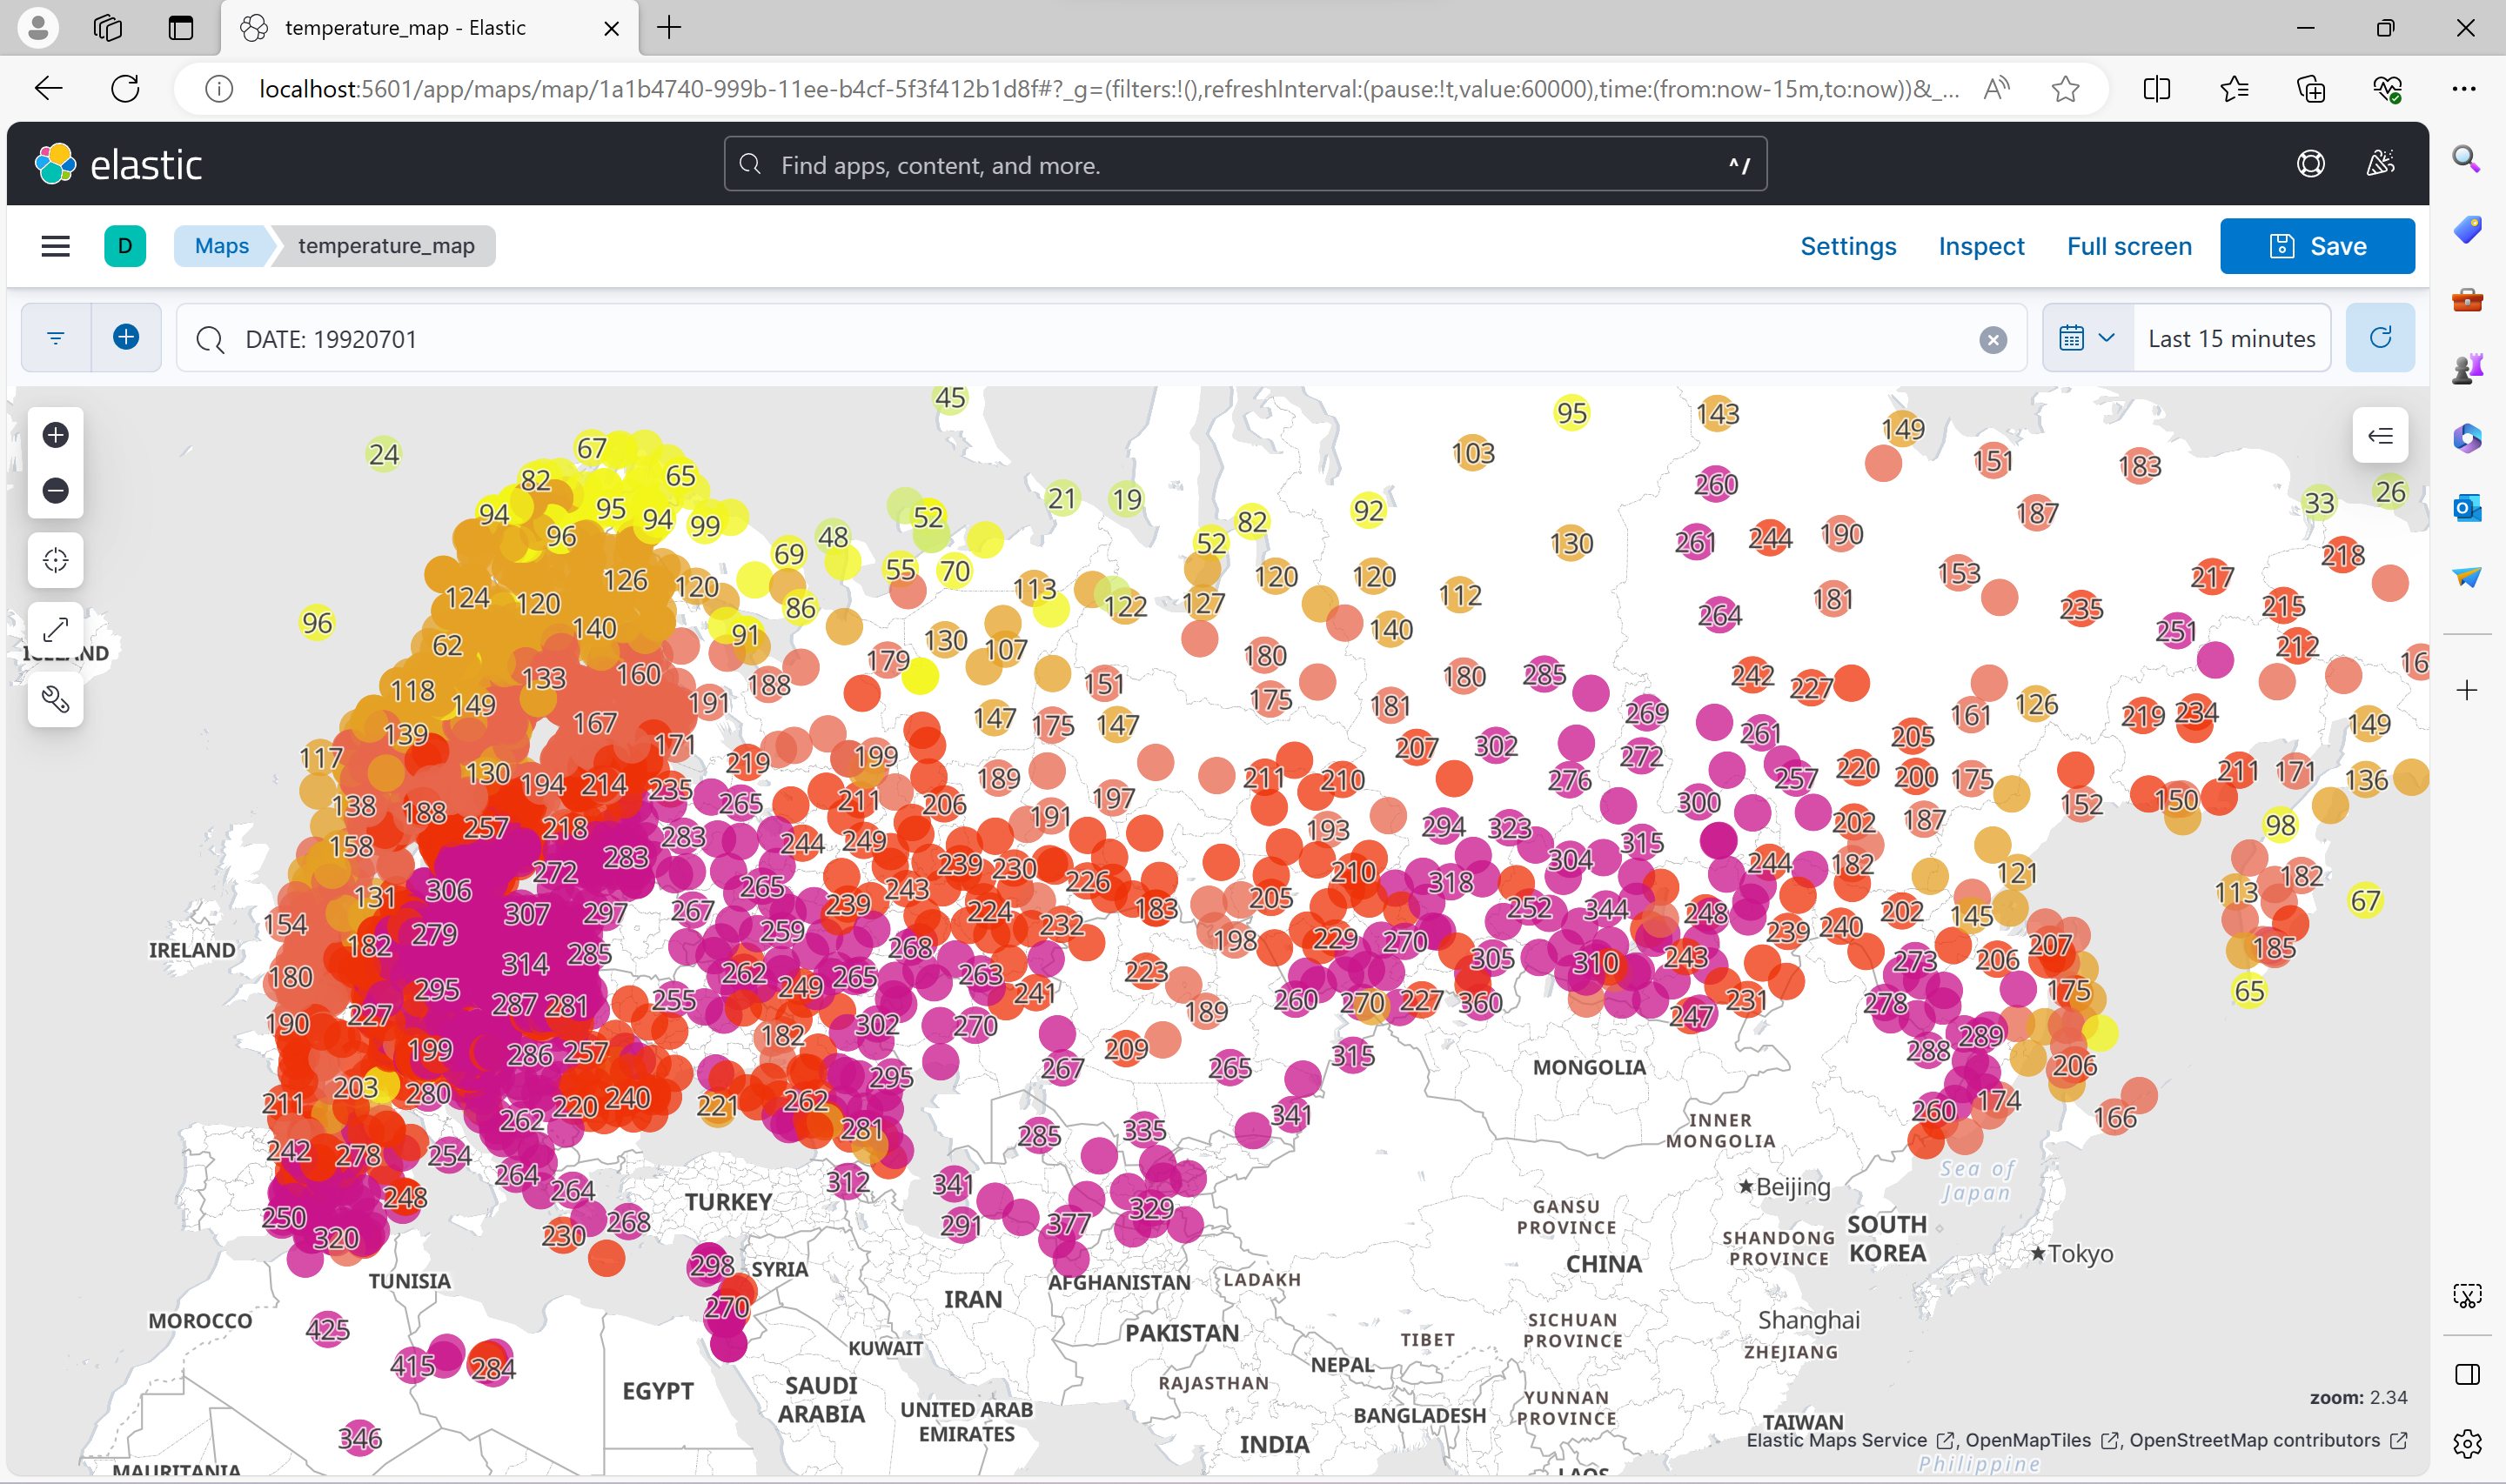 temperature_map - Elastic
localhost:5601/app/maps/map/1a1b4740-999b-11ee-b4cf-5f3f412b1d8f#?_g=(filters:!(),refreshInterval:(pause:!t,value:60000),time:(from:now-15m,to:now))&_...
elastic
Find apps, content, and more.
^/
D
Maps
temperature_map
Settings
Inspect
Full screen
Save
DATE: 19920701
Last 15 minutes
45
24 67 82 65 94 95 94 99 96
95 143 149 103 151 183 260
52 48 21 19 82 52 92 33 26
69 55 70 130 261 244 190 187 218
124 120 126 120 86 113 122 127 120 120 112
264 181 153 235 217 215 251 212 16
96 62 140 91 130 107 140
118 149 133 160 191 188 179 151 180 175 181 180 285
242 227 161 126 219 234 149
139 167 171 147 175 147 207 302 269 272 261 205
117 130 194 214 235 219 199 189 211 210 276 257 220 200 175 211 171 136
138 188 257 218 265 211 206 191 197 193 294 323 300 202 187 152 150 98
158 272 283 283 244 249 239 230 226 210 318 304 315 244 182 121 182
131 306 307 297 267 265 239 243 224 232 183 205 252 344 248 202 145 113 67
154 182 279 314 285 259 268 198 229 270 305 310 243 239 240 273 206 207 185
180 295 287 281 262 249 265 263 241 223 260 270 227 360 247 231 278 175 65
190 227 255 182 302 270 189
199 286 257 295 267 209 265 315 288 289 206
211 203 280 262 220 240 221 262 281 285 335 341 260 174 166
242 278 254 264 264 312 341 291 377 329
250 320 248 230 268
298 270
425 415 284 346
ICELAND
IRELAND
MONGOLIA
INNER
MONGOLIA
Sea of
Japan
★Beijing
TURKEY
GANSU
PROVINCE
SHANDONG
PROVINCE
SOUTH
KOREA
★Tokyo
SYRIA
CHINA
TUNISIA
AFGHANISTAN
LADAKH
IRAN
MOROCCO
PAKISTAN
SICHUAN
PROVINCE
Shanghai
KUWAIT
TIBET
ZHEJIANG
NEPAL
EGYPT
SAUDI
ARABIA
RAJASTHAN
YUNNAN
PROVINCE
UNITED ARAB
EMIRATES
BANGLADESH
TAIWAN
INDIA
zoom: 2.34
Elastic Maps Service , OpenMapTiles , OpenStreetMap contributors
Philippine
MAURITANIA
LAOS